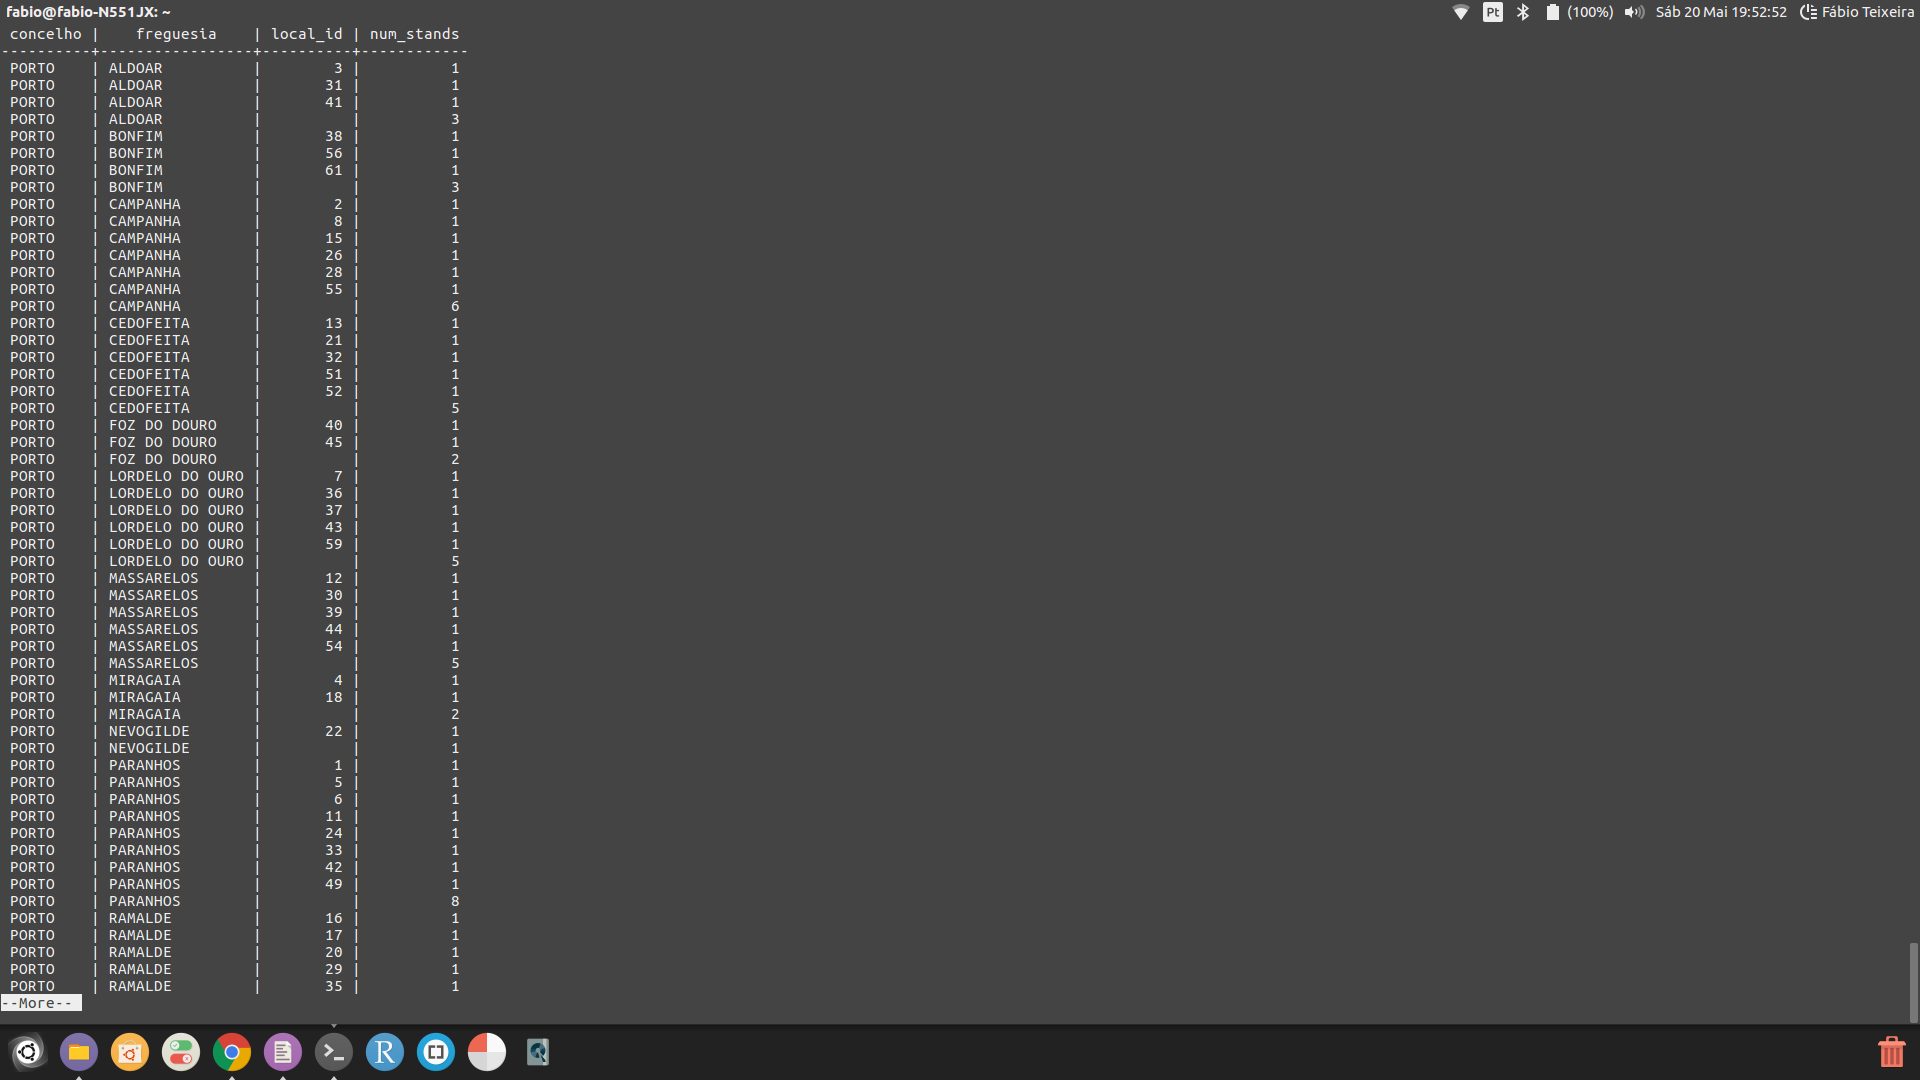 fabio@fabio-N551JX: ~ Pt (100%) Sáb 20 Mai 19:52:52 Fábio Teixeira
concelho | freguesia | local_id | num_stands
----------+-----------------+----------+------------
PORTO | ALDOAR | 3 | 1
PORTO | ALDOAR | 31 | 1
PORTO | ALDOAR | 41 | 1
PORTO | ALDOAR | | 3
PORTO | BONFIM | 38 | 1
PORTO | BONFIM | 56 | 1
PORTO | BONFIM | 61 | 1
PORTO | BONFIM | | 3
PORTO | CAMPANHA | 2 | 1
PORTO | CAMPANHA | 8 | 1
PORTO | CAMPANHA | 15 | 1
PORTO | CAMPANHA | 26 | 1
PORTO | CAMPANHA | 28 | 1
PORTO | CAMPANHA | 55 | 1
PORTO | CAMPANHA | | 6
PORTO | CEDOFEITA | 13 | 1
PORTO | CEDOFEITA | 21 | 1
PORTO | CEDOFEITA | 32 | 1
PORTO | CEDOFEITA | 51 | 1
PORTO | CEDOFEITA | 52 | 1
PORTO | CEDOFEITA | | 5
PORTO | FOZ DO DOURO | 40 | 1
PORTO | FOZ DO DOURO | 45 | 1
PORTO | FOZ DO DOURO | | 2
PORTO | LORDELO DO OURO | 7 | 1
PORTO | LORDELO DO OURO | 36 | 1
PORTO | LORDELO DO OURO | 37 | 1
PORTO | LORDELO DO OURO | 43 | 1
PORTO | LORDELO DO OURO | 59 | 1
PORTO | LORDELO DO OURO | | 5
PORTO | MASSARELOS | 12 | 1
PORTO | MASSARELOS | 30 | 1
PORTO | MASSARELOS | 39 | 1
PORTO | MASSARELOS | 44 | 1
PORTO | MASSARELOS | 54 | 1
PORTO | MASSARELOS | | 5
PORTO | MIRAGAIA | 4 | 1
PORTO | MIRAGAIA | 18 | 1
PORTO | MIRAGAIA | | 2
PORTO | NEVOGILDE | 22 | 1
PORTO | NEVOGILDE | | 1
PORTO | PARANHOS | 1 | 1
PORTO | PARANHOS | 5 | 1
PORTO | PARANHOS | 6 | 1
PORTO | PARANHOS | 11 | 1
PORTO | PARANHOS | 24 | 1
PORTO | PARANHOS | 33 | 1
PORTO | PARANHOS | 42 | 1
PORTO | PARANHOS | 49 | 1
PORTO | PARANHOS | | 8
PORTO | RAMALDE | 16 | 1
PORTO | RAMALDE | 17 | 1
PORTO | RAMALDE | 20 | 1
PORTO | RAMALDE | 29 | 1
PORTO | RAMALDE | 35 | 1
--More--
R